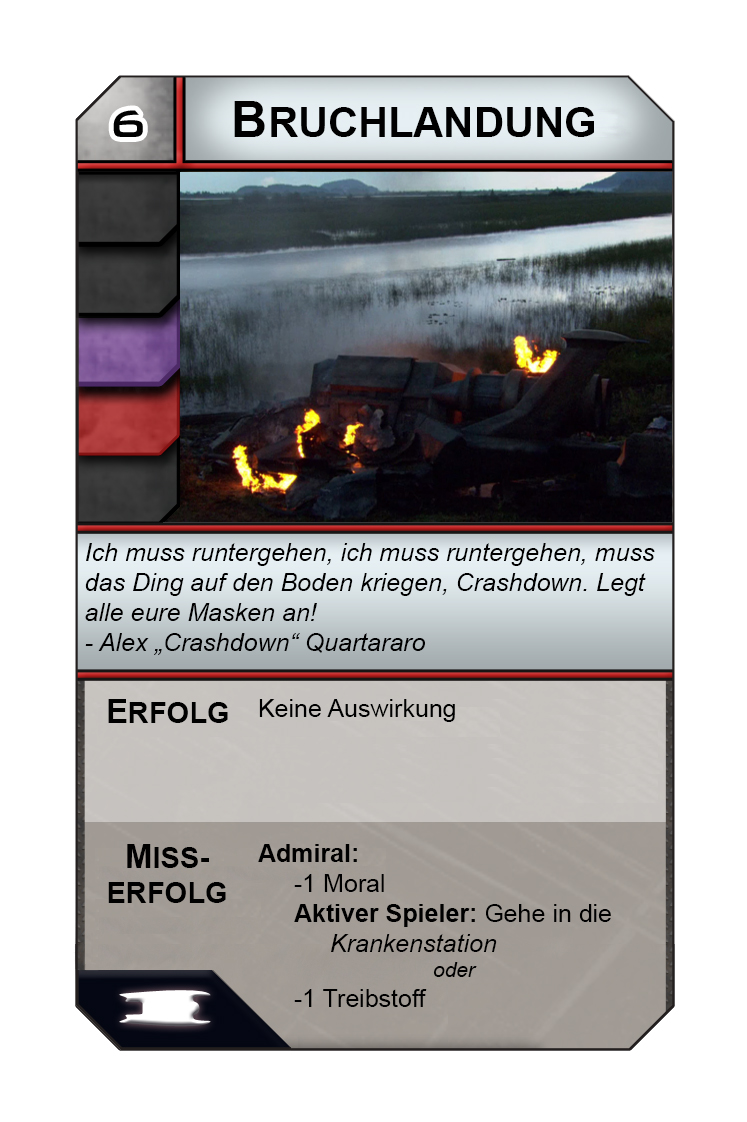 6
BRUCHLANDUNG
Ich muss runtergehen, ich muss runtergehen, muss
das Ding auf den Boden kriegen, Crashdown. Legt
alle eure Masken an!
- Alex „Crashdown“ Quartararo
ERFOLG
Keine Auswirkung
MISS-
ERFOLG
Admiral:
-1 Moral
Aktiver Spieler: Gehe in die
Krankenstation
oder
-1 Treibstoff